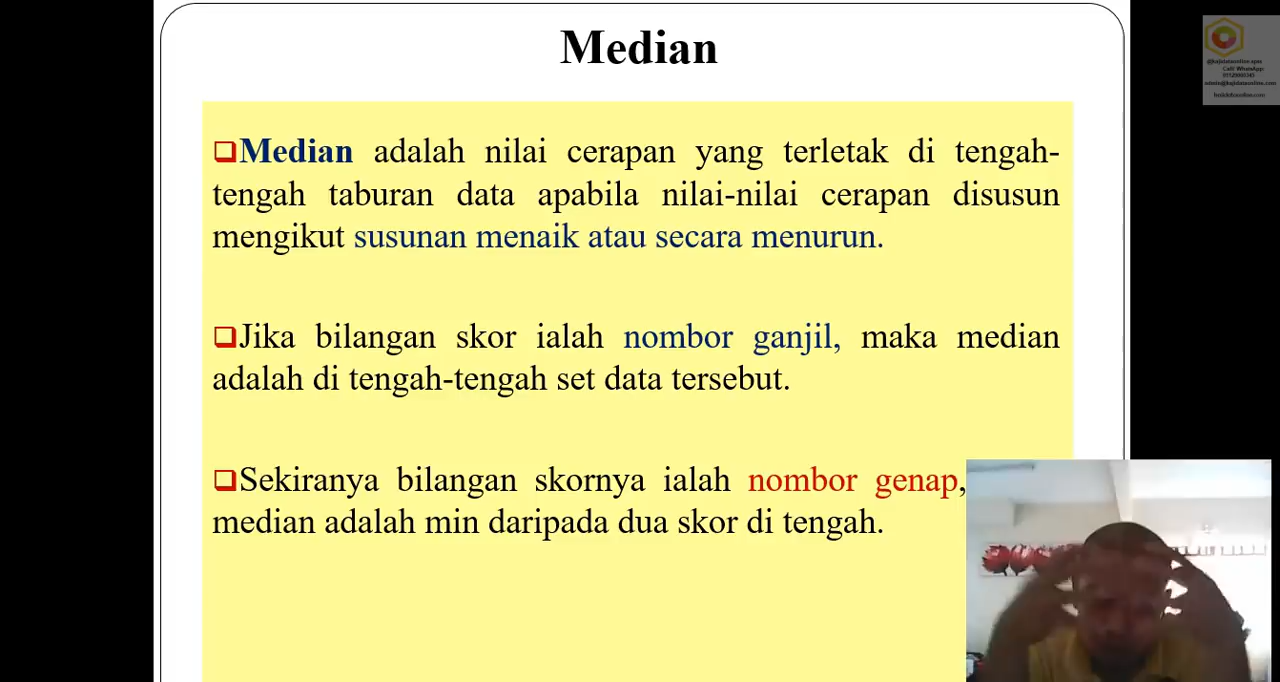 Median
Median adalah nilai cerapan yang terletak di tengah-
tengah taburan data apabila nilai-nilai cerapan disusun
mengikut susunan menaik atau secara menurun.
Jika bilangan skor ialah nombor ganjil, maka median
adalah di tengah-tengah set data tersebut.
Sekiranya bilangan skornya ialah nombor genap,
median adalah min daripada dua skor di tengah.
Call/ WhatsApp: